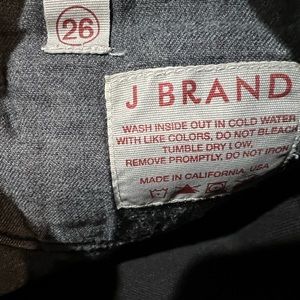 26
J BRAND
WASH INSIDE OUT IN COLD WATER
WITH LIKE COLORS, DO NOT BLEACH
TUMBLE DRY LOW,
REMOVE PROMPTLY, DO NOT IRON
MADE IN CALIFORNIA, USA